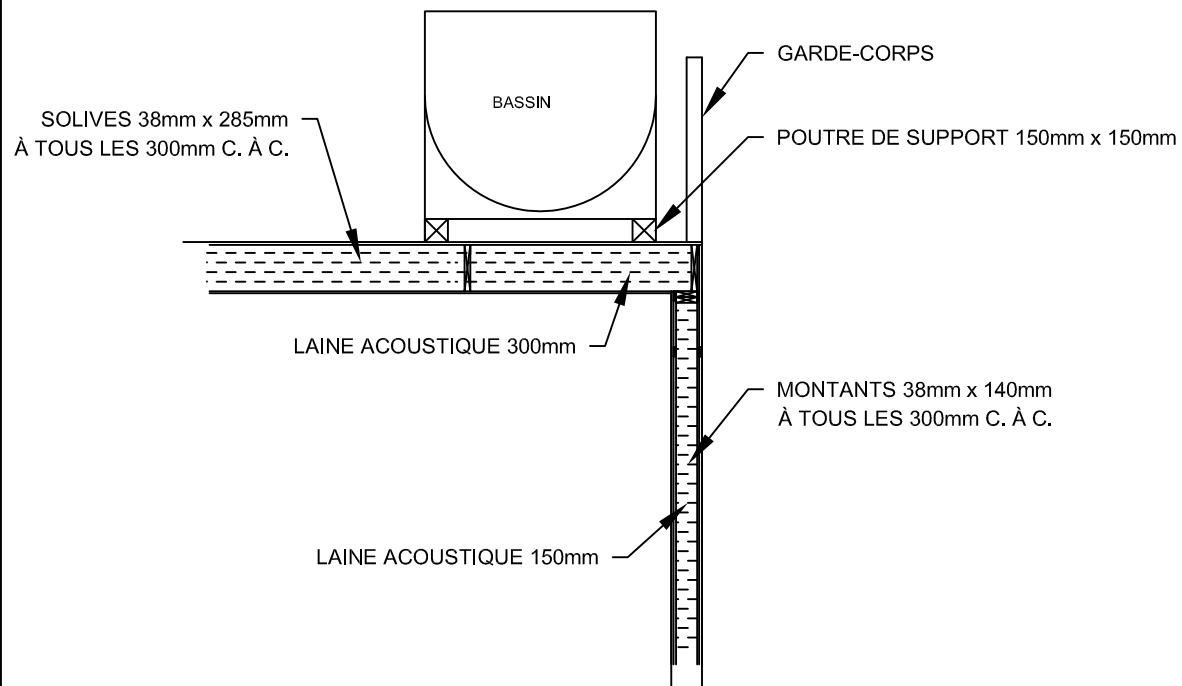 GARDE-CORPS
BASSIN
SOLIVES 38mm x 285mm
À TOUS LES 300mm C. À C.
POUTRE DE SUPPORT 150mm x 150mm
LAINE ACOUSTIQUE 300mm
MONTANTS 38mm x 140mm
À TOUS LES 300mm C. À C.
LAINE ACOUSTIQUE 150mm